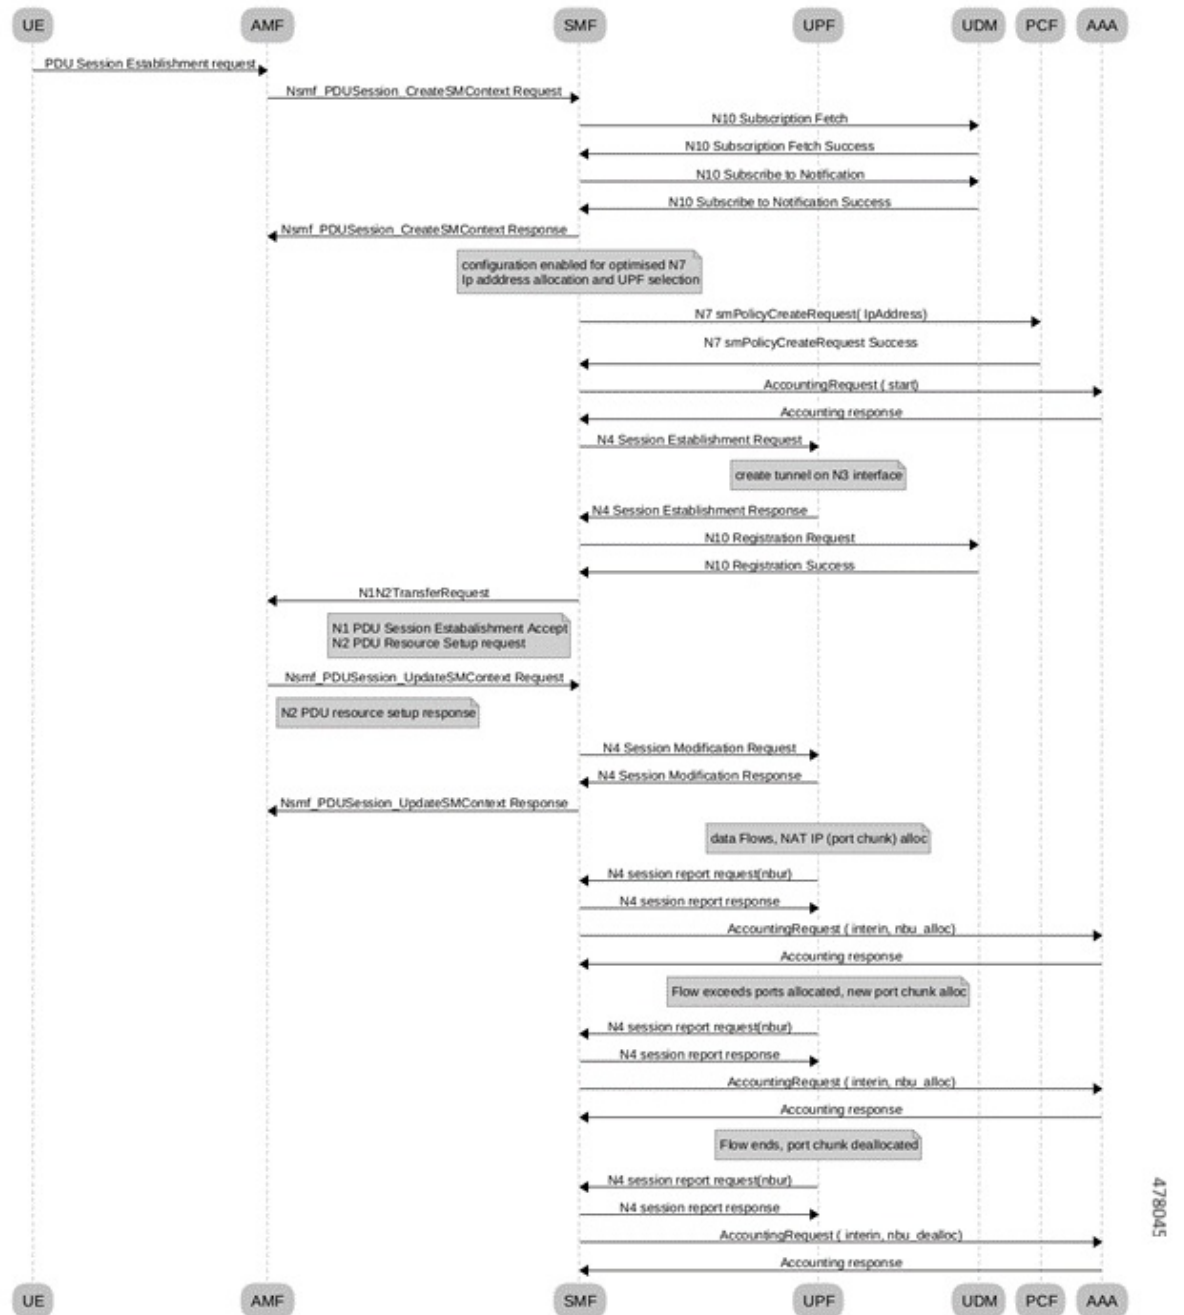 UE AMF SMF UPF UDM PCF AAA
PDU Session Establishment request
Nsmf_PDUSession_CreateSMContext Request
N10 Subscription Fetch
N10 Subscription Fetch Success
N10 Subscribe to Notification
N10 Subscribe to Notification Success
Nsmf_PDUSession_CreateSMContext Response
configuration enabled for optimised N7
Ip adddress allocation and UPF selection
N7 smPolicyCreateRequest( IpAddress)
N7 smPolicyCreateRequest Success
AccountingRequest ( start)
Accounting response
N4 Session Establishment Request
create tunnel on N3 interface
N4 Session Establishment Response
N10 Registration Request
N10 Registration Success
N1N2TransferRequest
N1 PDU Session Estabalishment Accept
N2 PDU Resource Setup request
Nsmf_PDUSession_UpdateSMContext Request
N2 PDU resource setup response
N4 Session Modification Request
N4 Session Modification Response
Nsmf_PDUSession_UpdateSMContext Response
data Flows, NAT IP (port chunk) alloc
N4 session report request(nbur)
N4 session report response
AccountingRequest ( interin, nbu_alloc)
Accounting response
Flow exceeds ports allocated, new port chunk alloc
N4 session report request(nbur)
N4 session report response
AccountingRequest ( interin, nbu_alloc)
Accounting response
Flow ends, port chunk deallocated
N4 session report request(nbur)
N4 session report response
AccountingRequest ( interin, nbu_dealloc)
Accounting response
UE AMF SMF UPF UDM PCF AAA
478045